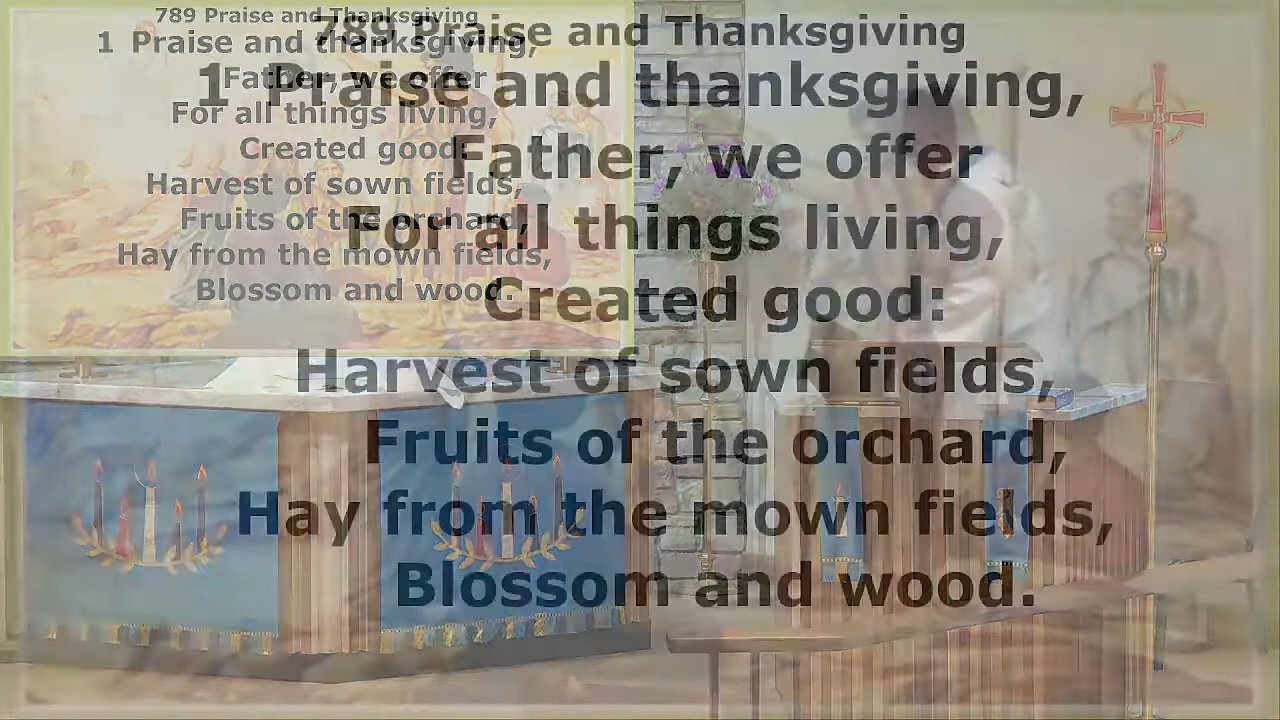 789 Praise and Thanksgiving
1 Praise and thanksgiving,
Father, we offer
For all things living,
Created good:
Harvest of sown fields,
Fruits of the orchard,
Hay from the mown fields,
Blossom and wood.
789 Praise and Thanksgiving
1 Praise and thanksgiving,
Father, we offer
For all things living,
Created good:
Harvest of sown fields,
Fruits of the orchard,
Hay from the mown fields,
Blossom and wood.